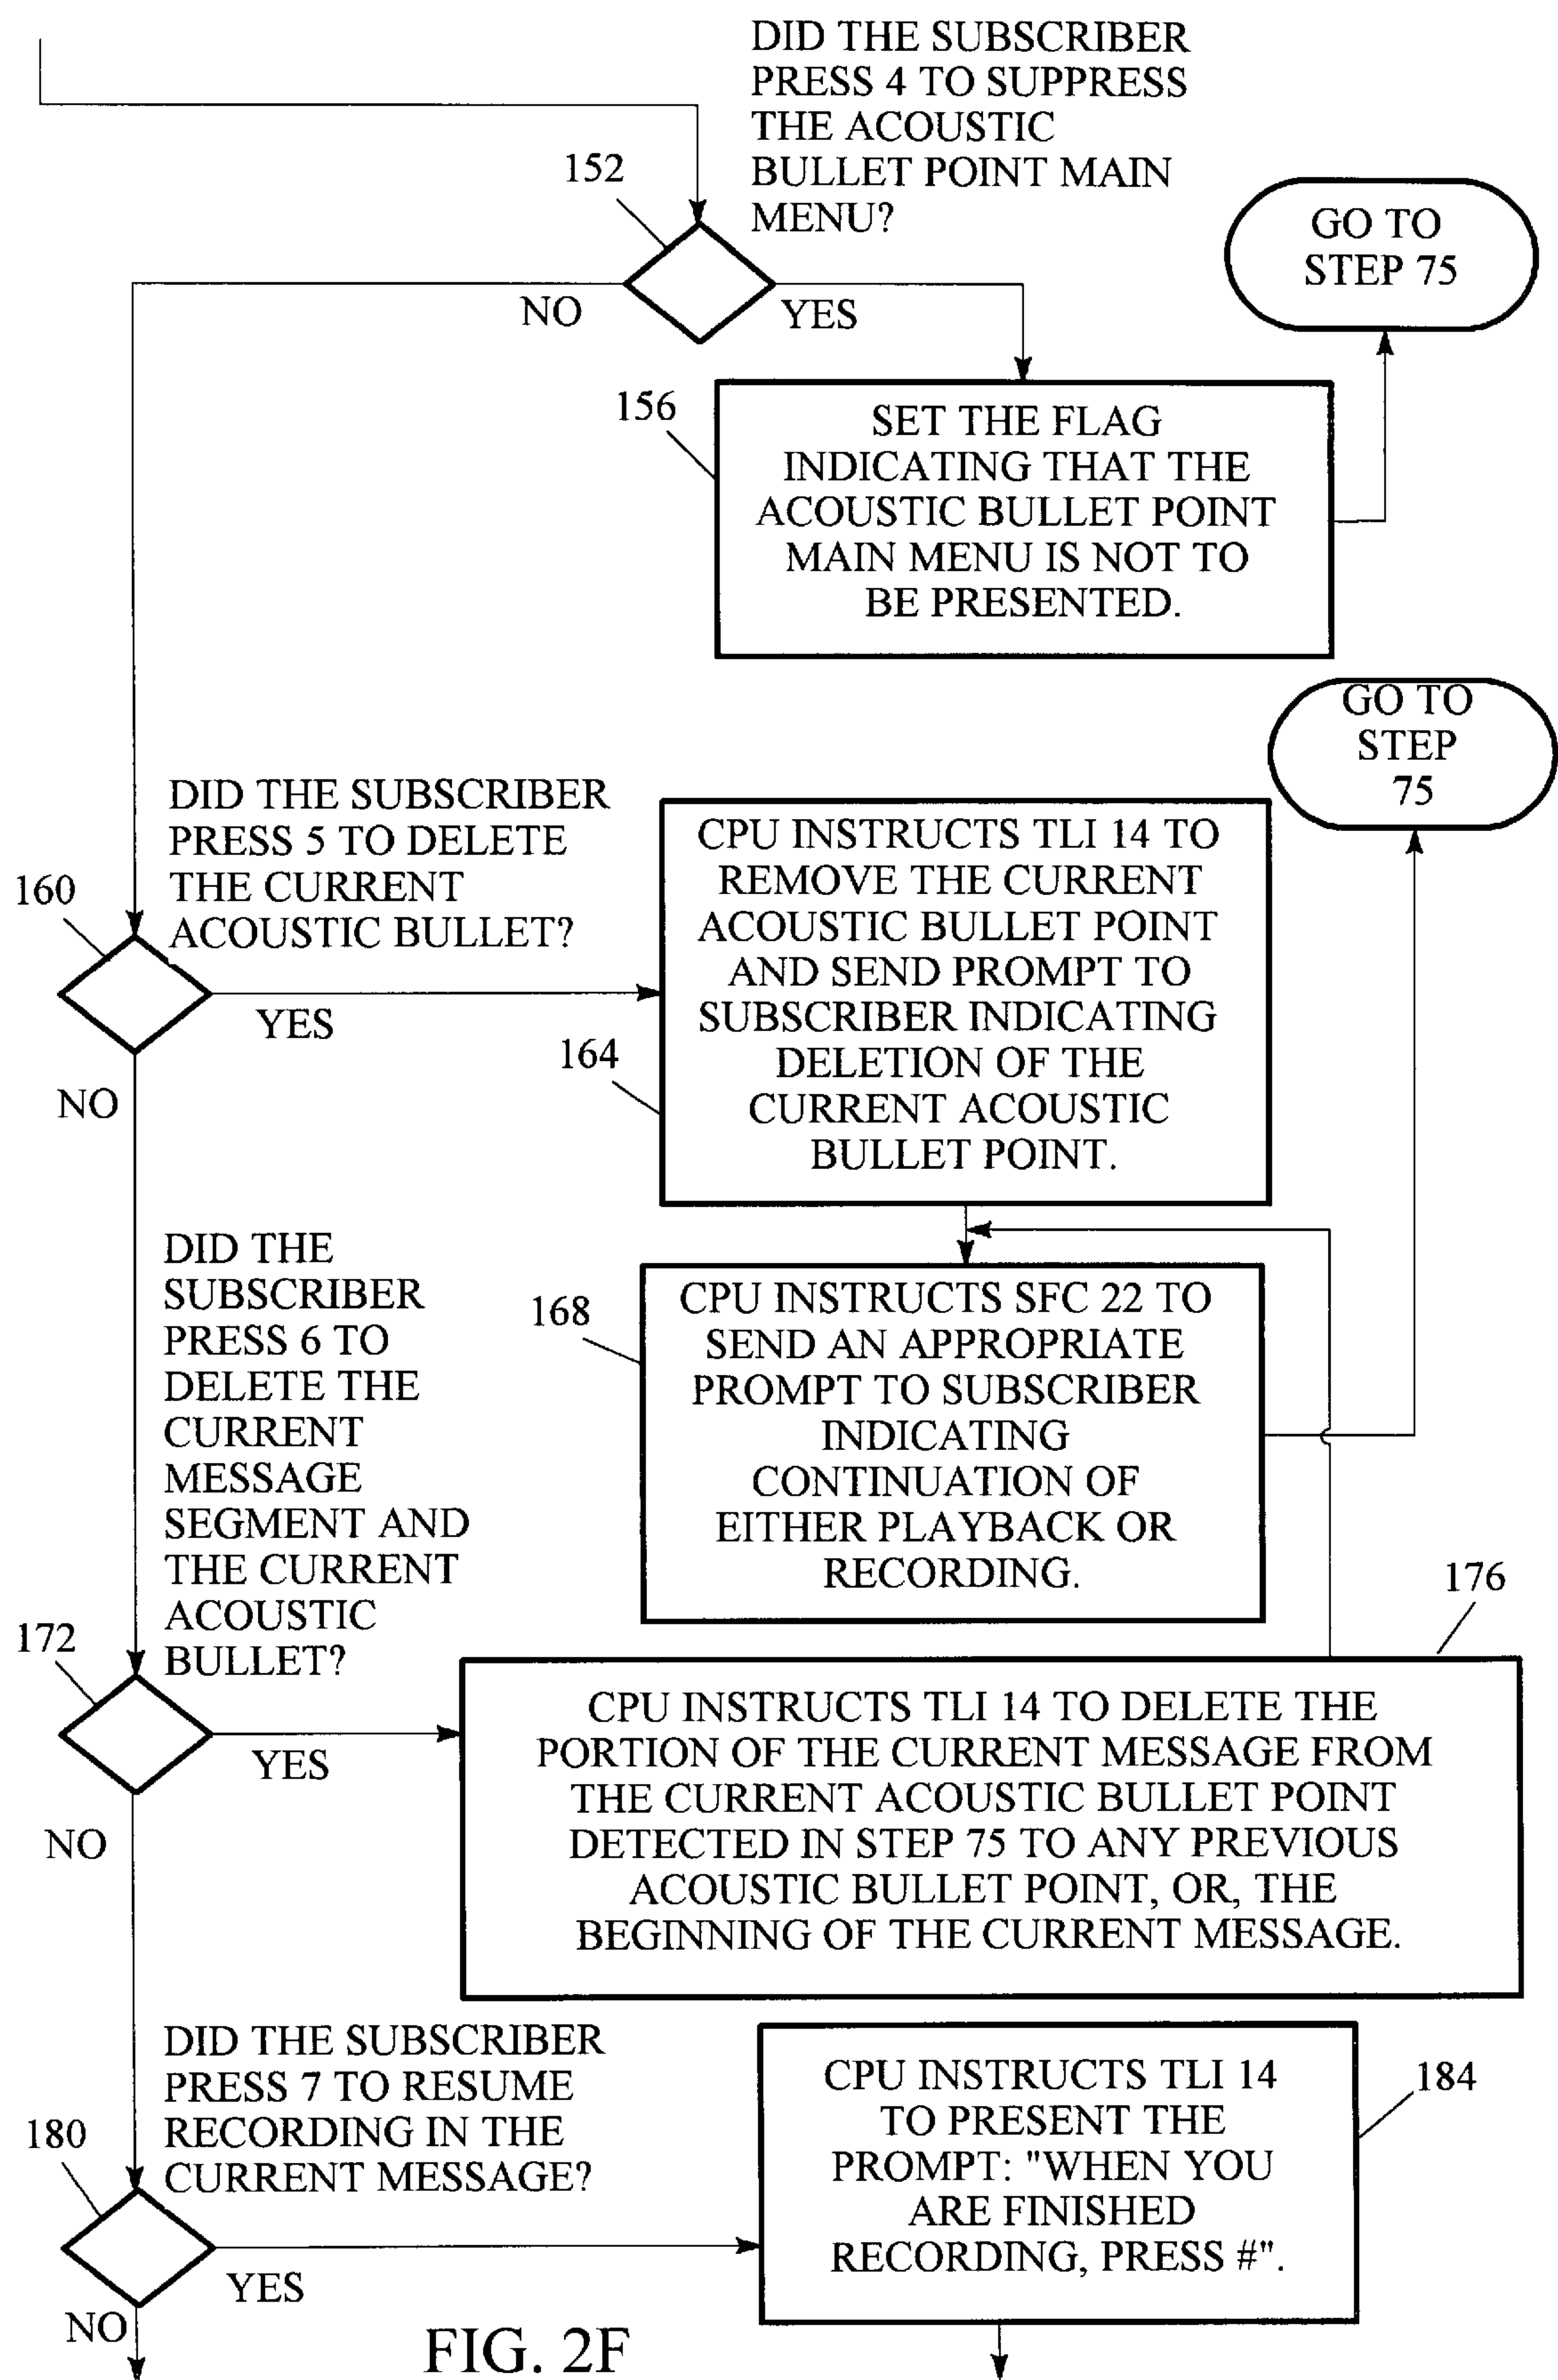 DID THE SUBSCRIBER
PRESS 4 TO SUPPRESS
THE ACOUSTIC
BULLET POINT MAIN
MENU?
152
NO
YES
GO TO
STEP 75
156
SET THE FLAG
INDICATING THAT THE
ACOUSTIC BULLET POINT
MAIN MENU IS NOT TO
BE PRESENTED.
GO TO
STEP
75
DID THE SUBSCRIBER
PRESS 5 TO DELETE
THE CURRENT
ACOUSTIC BULLET?
160
YES
NO
164
CPU INSTRUCTS TLI 14 TO
REMOVE THE CURRENT
ACOUSTIC BULLET POINT
AND SEND PROMPT TO
SUBSCRIBER INDICATING
DELETION OF THE
CURRENT ACOUSTIC
BULLET POINT.
168
CPU INSTRUCTS SFC 22 TO
SEND AN APPROPRIATE
PROMPT TO SUBSCRIBER
INDICATING
CONTINUATION OF
EITHER PLAYBACK OR
RECORDING.
DID THE
SUBSCRIBER
PRESS 6 TO
DELETE THE
CURRENT
MESSAGE
SEGMENT AND
THE CURRENT
ACOUSTIC
BULLET?
172
YES
NO
176
CPU INSTRUCTS TLI 14 TO DELETE THE
PORTION OF THE CURRENT MESSAGE FROM
THE CURRENT ACOUSTIC BULLET POINT
DETECTED IN STEP 75 TO ANY PREVIOUS
ACOUSTIC BULLET POINT, OR, THE
BEGINNING OF THE CURRENT MESSAGE.
DID THE SUBSCRIBER
PRESS 7 TO RESUME
RECORDING IN THE
CURRENT MESSAGE?
180
YES
NO
184
CPU INSTRUCTS TLI 14
TO PRESENT THE
PROMPT: "WHEN YOU
ARE FINISHED
RECORDING, PRESS #".
FIG. 2F